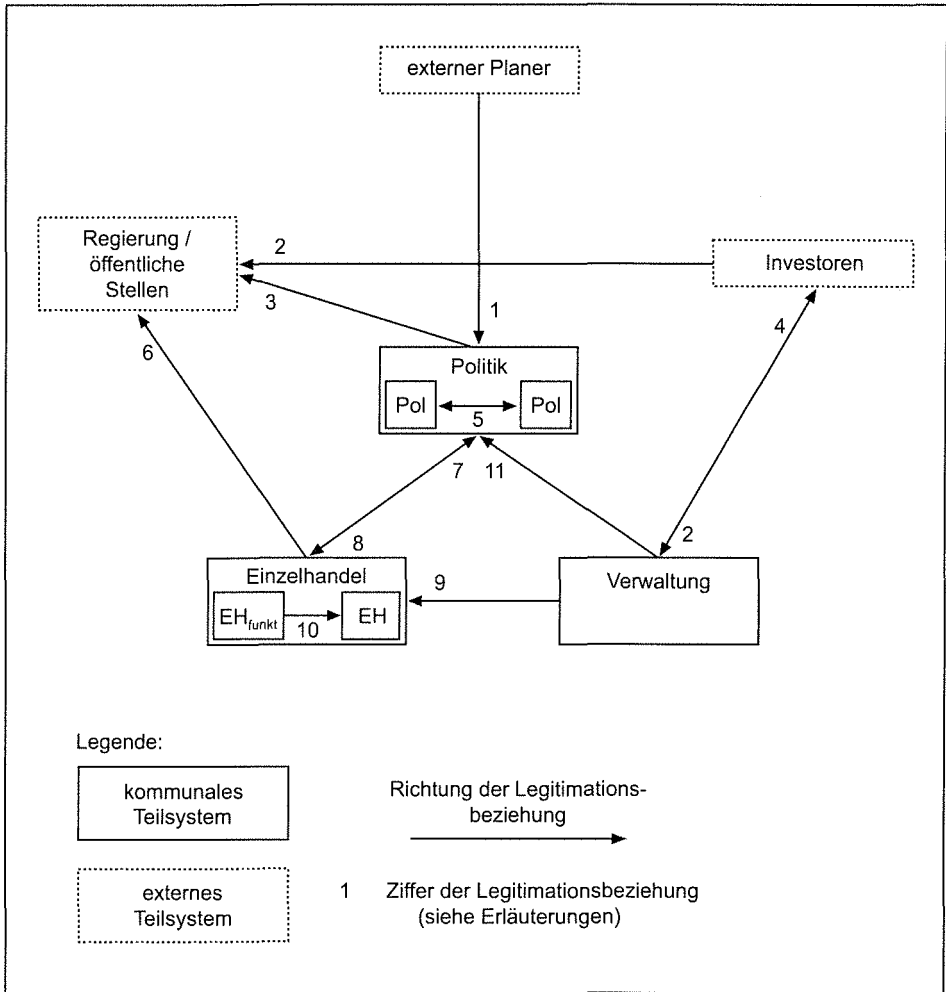 externer Planer
Regierung /
öffentliche
Stellen
2
Investoren
3
1
4
6
Politik
Pol
Pol
5
7
11
8
2
Einzelhandel
9
Verwaltung
EHfunkt
EH
10
Legende:
kommunales
Teilsystem
Richtung der Legitimations-
beziehung
externes
Teilsystem
1 Ziffer der Legitimationsbeziehung
(siehe Erläuterungen)